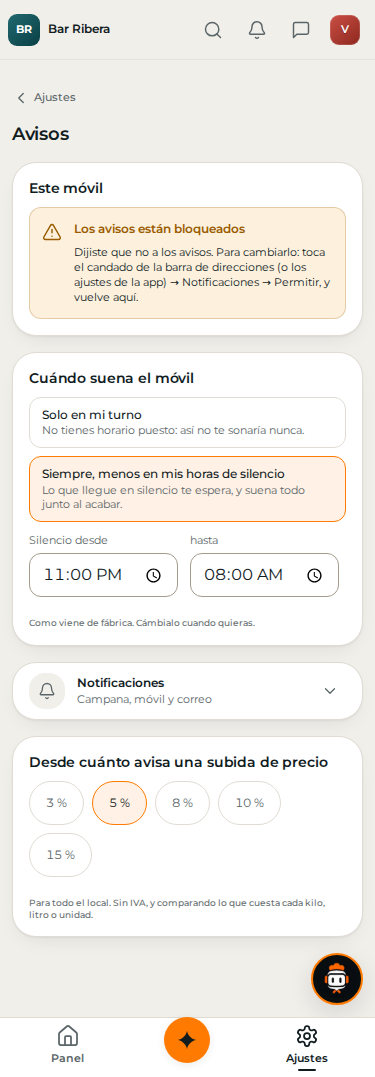 BR Bar Ribera V
Ajustes
Avisos
Este móvil
Los avisos están bloqueados
Dijiste que no a los avisos. Para cambiarlo: toca
el candado de la barra de direcciones (o los
ajustes de la app) → Notificaciones → Permitir, y
vuelve aquí.
Cuándo suena el móvil
Solo en mi turno
No tienes horario puesto: así no te sonaría nunca.
Siempre, menos en mis horas de silencio
Lo que llegue en silencio te espera, y suena todo
junto al acabar.
Silencio desde hasta
11:00 PM 08:00 AM
Como viene de fábrica. Cámbialo cuando quieras.
Notificaciones
Campana, móvil y correo
Desde cuánto avisa una subida de precio
3 % 5 % 8 % 10 %
15 %
Para todo el local. Sin IVA, y comparando lo que cuesta cada kilo,
litro o unidad.
Panel Ajustes